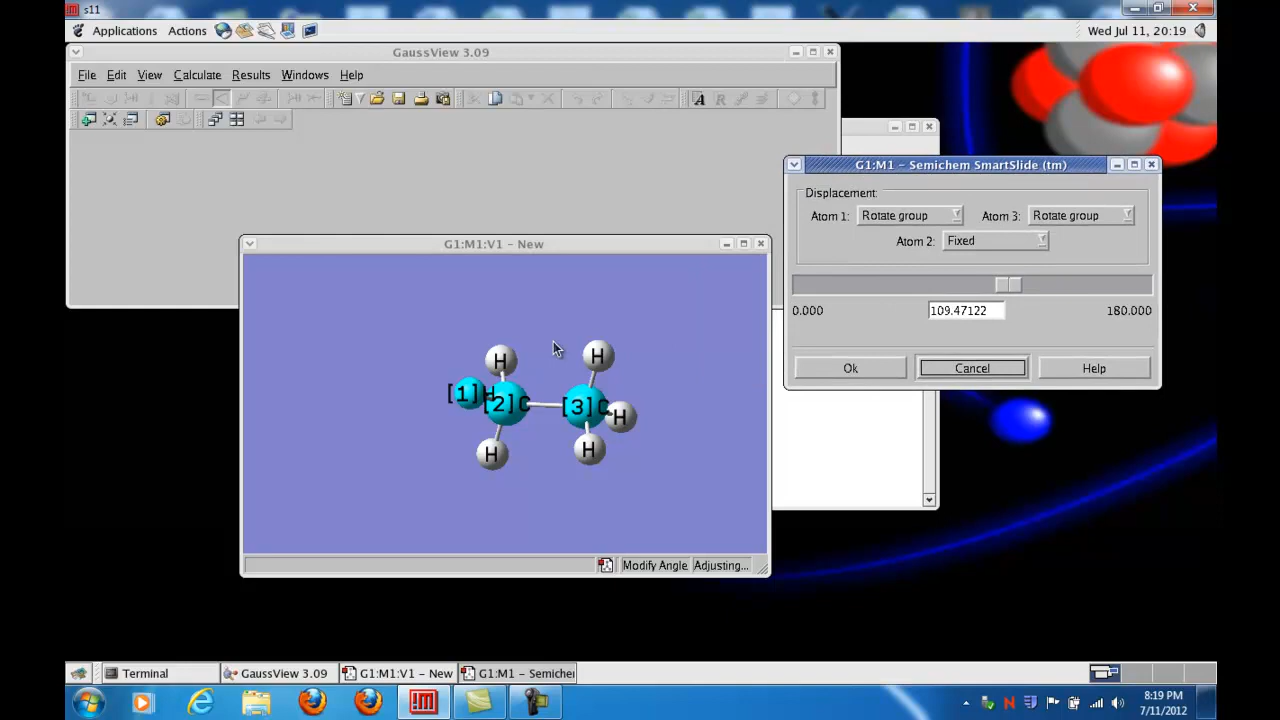 s11
Applications Actions Wed Jul 11, 20:19
GaussView 3.09
File Edit View Calculate Results Windows Help
A R
G1:M1 - Semichem SmartSlide (tm)
Displacement:
Atom 1: Rotate group Atom 3: Rotate group
Atom 2: Fixed
109.47122
0.000 180.000
Ok Cancel Help
G1:M1:V1 - New
H H
[1]H [2]C [3]C H
H H
Modify Angle Adjusting...
Terminal GaussView 3.09 G1:M1:V1 - New G1:M1 - Semichem
8:19 PM
7/11/2012